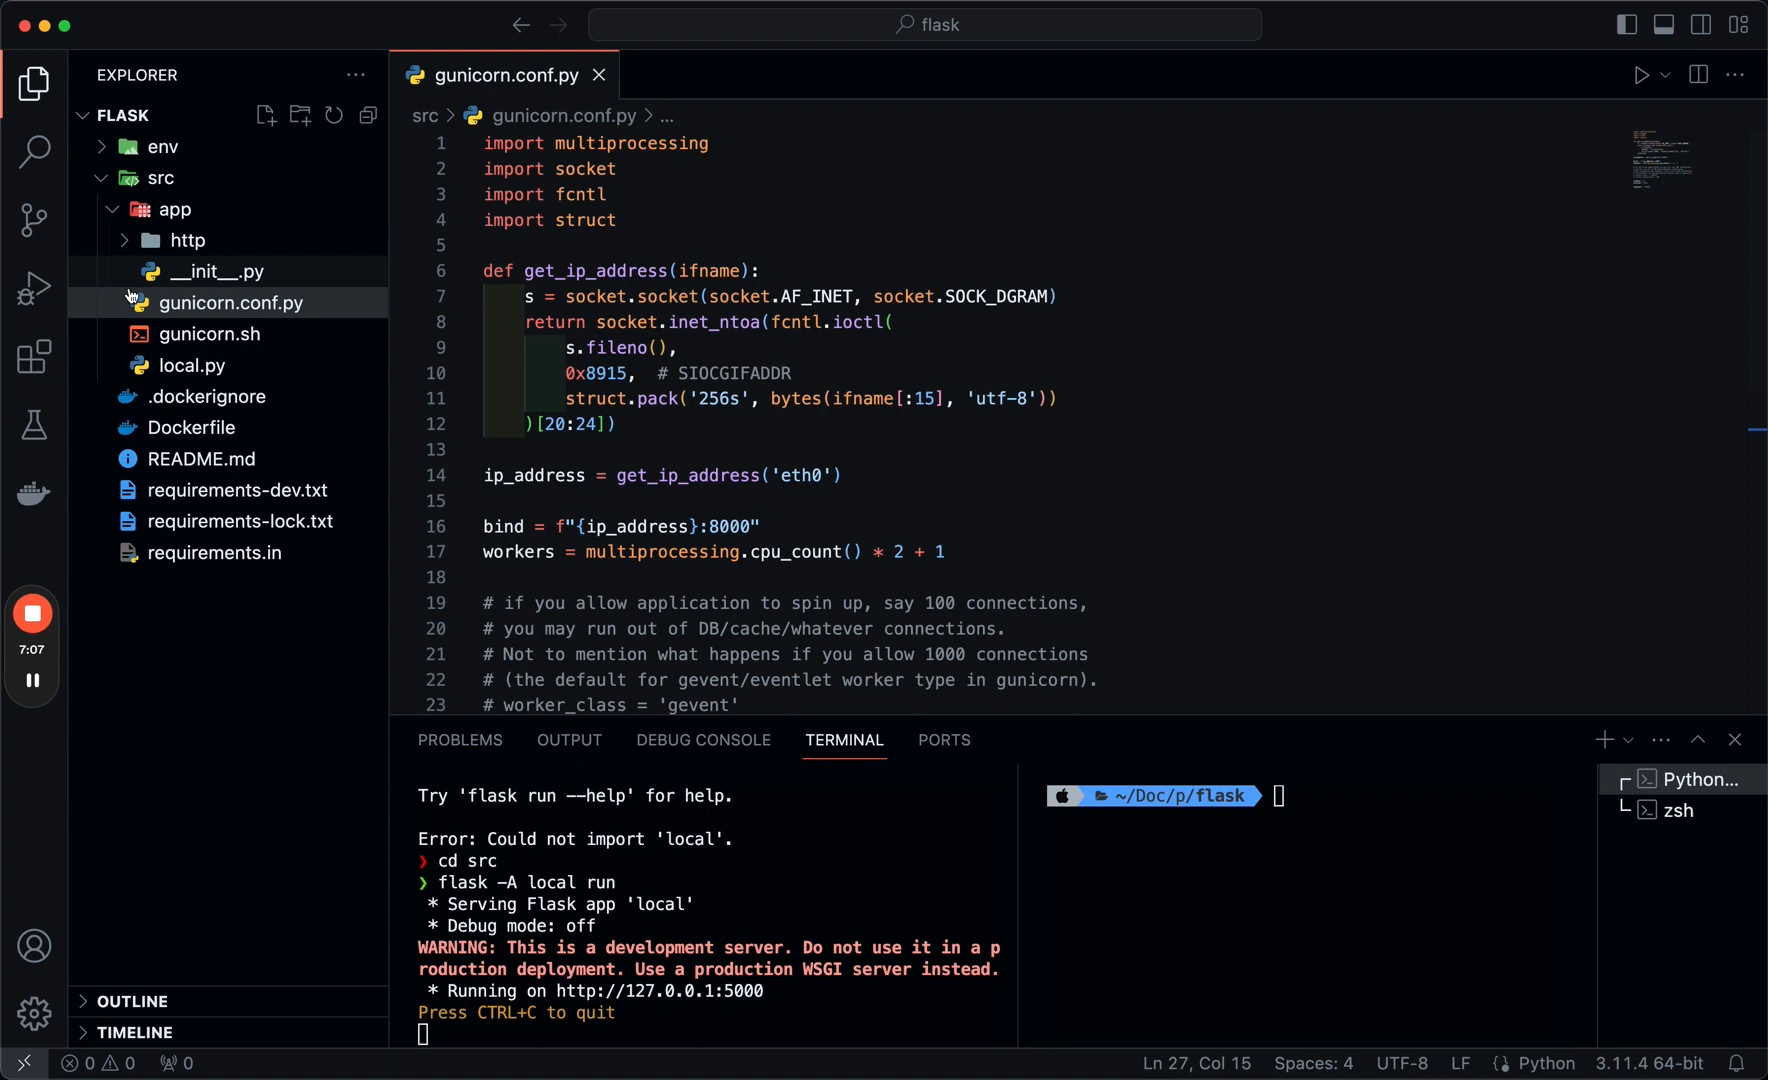 flask
EXPLORER
FLASK
env
src
app
http
__init__.py
gunicorn.conf.py
gunicorn.sh
local.py
.dockerignore
Dockerfile
README.md
requirements-dev.txt
requirements-lock.txt
requirements.in
7:07
OUTLINE
TIMELINE
gunicorn.conf.py
src > gunicorn.conf.py > ...
1 import multiprocessing
2 import socket
3 import fcntl
4 import struct
5
6 def get_ip_address(ifname):
7 s = socket.socket(socket.AF_INET, socket.SOCK_DGRAM)
8 return socket.inet_ntoa(fcntl.ioctl(
9 s.fileno(),
10 0x8915, # SIOCGIFADDR
11 struct.pack('256s', bytes(ifname[:15], 'utf-8'))
12 )[20:24])
13
14 ip_address = get_ip_address('eth0')
15
16 bind = f"{ip_address}:8000"
17 workers = multiprocessing.cpu_count() * 2 + 1
18
19 # if you allow application to spin up, say 100 connections,
20 # you may run out of DB/cache/whatever connections.
21 # Not to mention what happens if you allow 1000 connections
22 # (the default for gevent/eventlet worker type in gunicorn).
23 # worker_class = 'gevent'
PROBLEMS OUTPUT DEBUG CONSOLE TERMINAL PORTS
Try 'flask run --help' for help.
Error: Could not import 'local'.
❯ cd src
❯ flask -A local run
* Serving Flask app 'local'
* Debug mode: off
WARNING: This is a development server. Do not use it in a p
roduction deployment. Use a production WSGI server instead.
* Running on http://127.0.0.1:5000
Press CTRL+C to quit
~/Doc/p/flask
Python...
zsh
0 0 0
Ln 27, Col 15 Spaces: 4 UTF-8 LF Python 3.11.4 64-bit